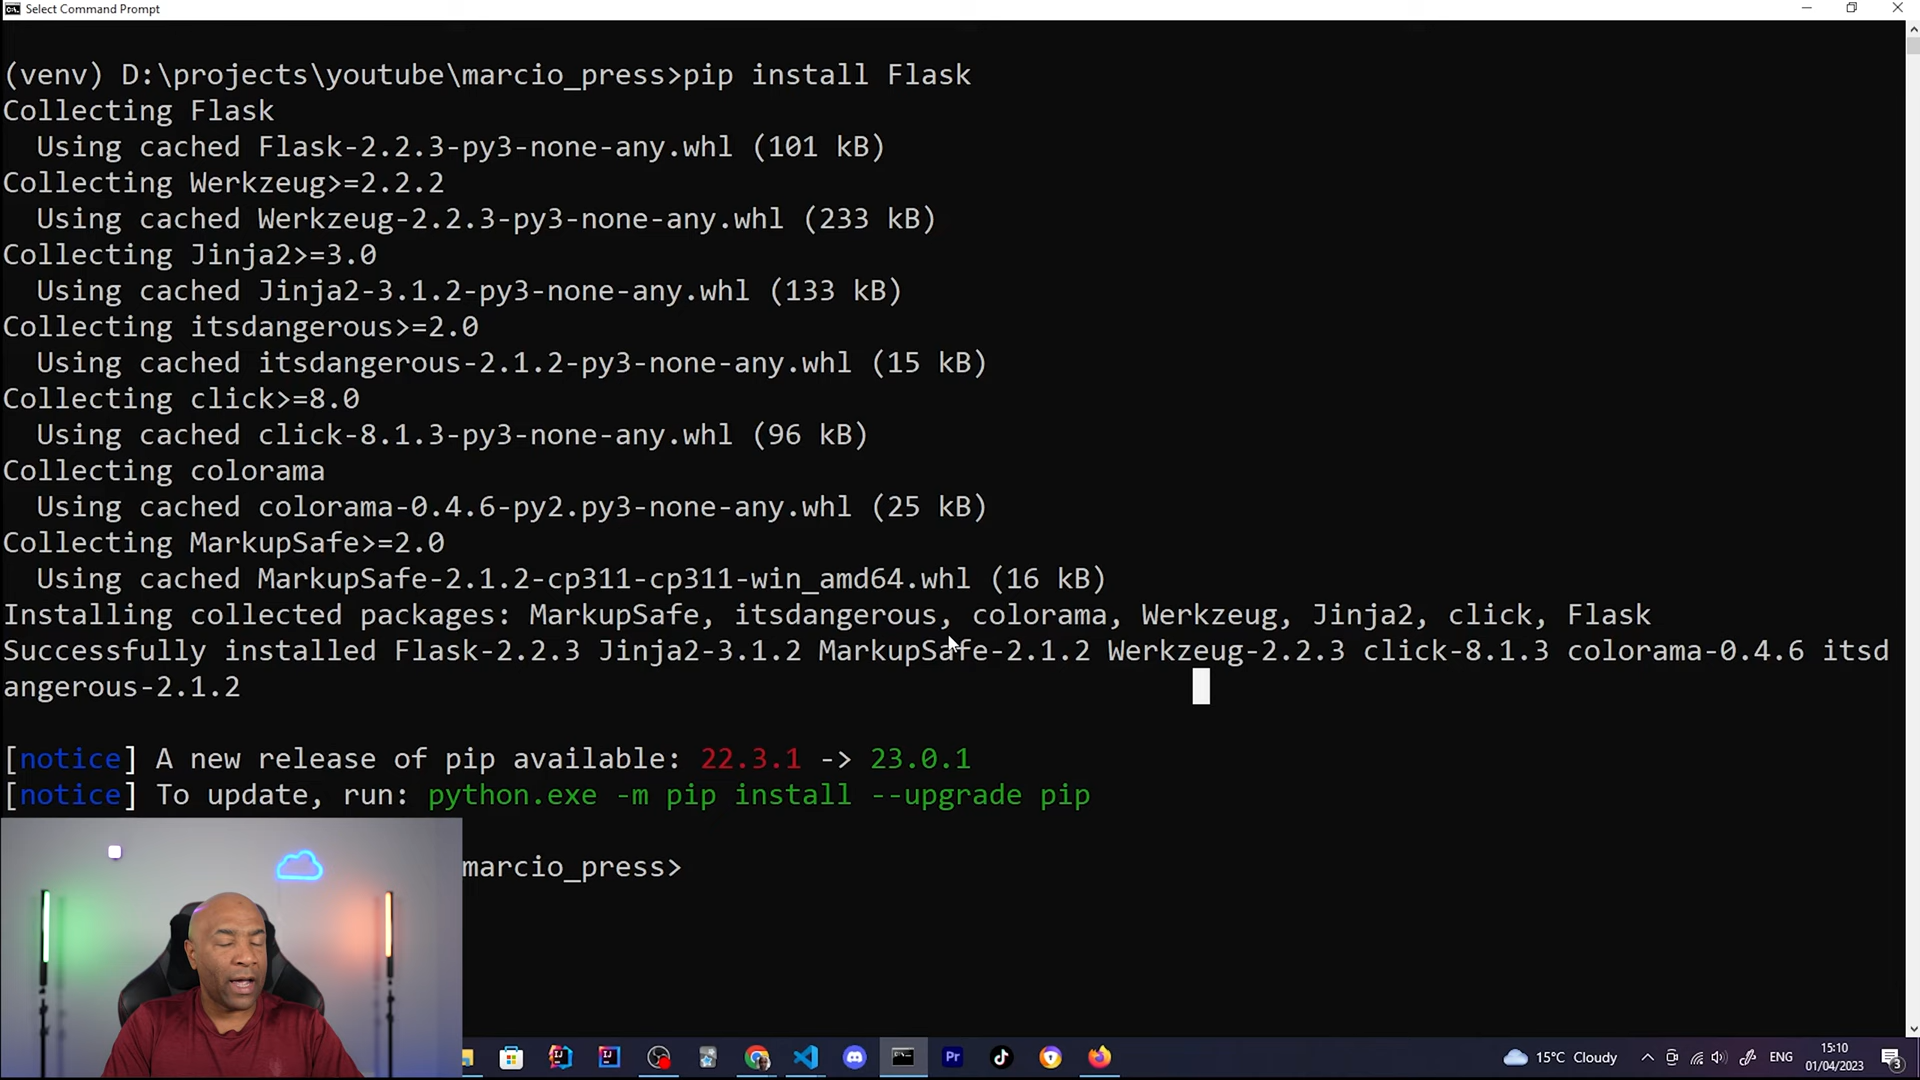 Select Command Prompt
(venv) D:\projects\youtube\marcio_press>pip install Flask
Collecting Flask
  Using cached Flask-2.2.3-py3-none-any.whl (101 kB)
Collecting Werkzeug>=2.2.2
  Using cached Werkzeug-2.2.3-py3-none-any.whl (233 kB)
Collecting Jinja2>=3.0
  Using cached Jinja2-3.1.2-py3-none-any.whl (133 kB)
Collecting itsdangerous>=2.0
  Using cached itsdangerous-2.1.2-py3-none-any.whl (15 kB)
Collecting click>=8.0
  Using cached click-8.1.3-py3-none-any.whl (96 kB)
Collecting colorama
  Using cached colorama-0.4.6-py2.py3-none-any.whl (25 kB)
Collecting MarkupSafe>=2.0
  Using cached MarkupSafe-2.1.2-cp311-cp311-win_amd64.whl (16 kB)
Installing collected packages: MarkupSafe, itsdangerous, colorama, Werkzeug, Jinja2, click, Flask
Successfully installed Flask-2.2.3 Jinja2-3.1.2 MarkupSafe-2.1.2 Werkzeug-2.2.3 click-8.1.3 colorama-0.4.6 itsd
angerous-2.1.2
[notice] A new release of pip available: 22.3.1 -> 23.0.1
[notice] To update, run: python.exe -m pip install --upgrade pip
marcio_press>
Pr
15°C Cloudy
ENG
15:10
01/04/2023
3